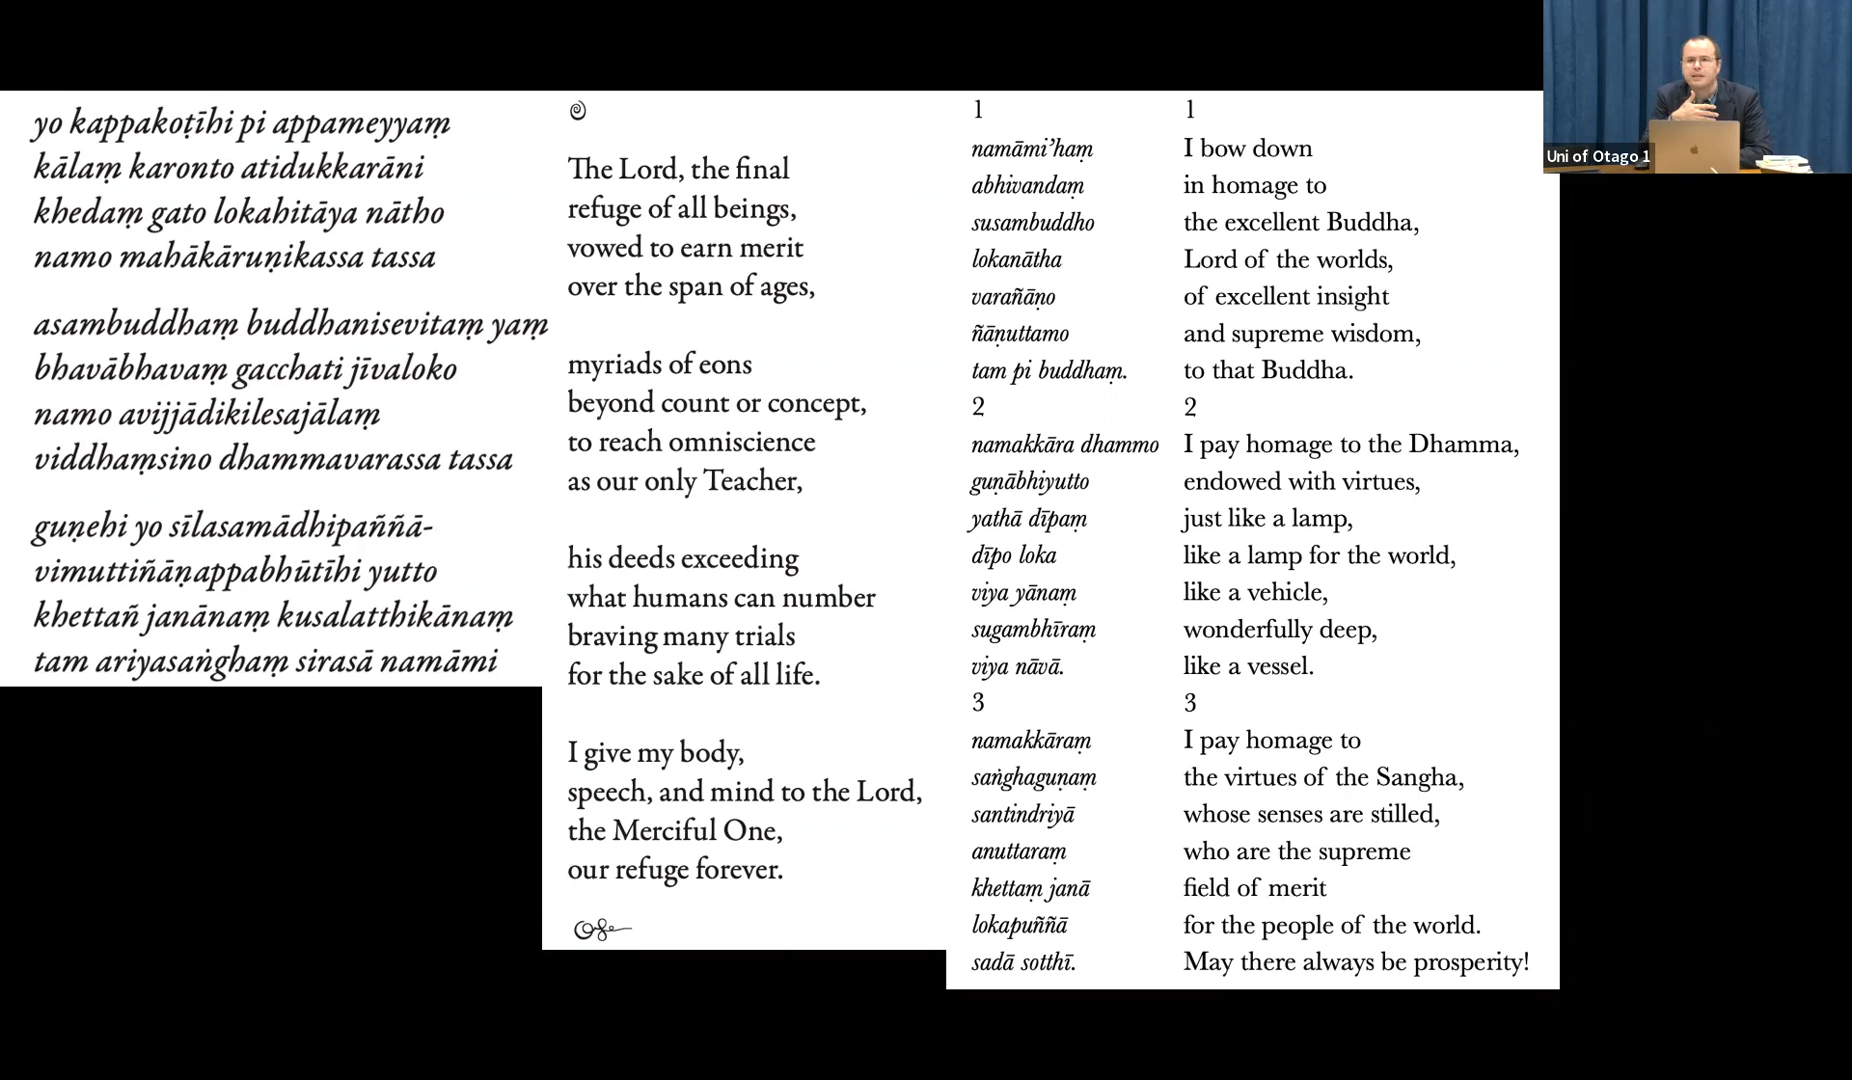 yo kappakoṭīhi pi appameyyaṃ
kālaṃ karonto atidukkarāni
khedaṃ gato lokahitāya nātho
namo mahākāruṇikassa tassa
asambuddhaṃ buddhanisevitaṃ yaṃ
bhavābhavaṃ gacchati jīvaloko
namo avijjādikilesajālaṃ
viddhaṃsino dhammavarassa tassa
guṇehi yo sīlasamādhipaññā-
vimuttiñāṇappabhūtīhi yutto
khettañ janānaṃ kusalatthikānaṃ
tam ariyasaṅghaṃ sirasā namāmi
The Lord, the final
refuge of all beings,
vowed to earn merit
over the span of ages,
myriads of eons
beyond count or concept,
to reach omniscience
as our only Teacher,
his deeds exceeding
what humans can number
braving many trials
for the sake of all life.
I give my body,
speech, and mind to the Lord,
the Merciful One,
our refuge forever.
1
namāmi’haṃ
abhivandaṃ
susambuddho
lokanātha
varañāṇo
ñāṇuttamo
tam pi buddhaṃ.
2
namakkāra dhammo
guṇābhiyutto
yathā dīpaṃ
dīpo loka
viya yānaṃ
sugambhīraṃ
viya nāvā.
3
namakkāraṃ
saṅghaguṇaṃ
santindriyā
anuttaraṃ
khettaṃ janā
lokapuññā
sadā sotthī.
1
I bow down
in homage to
the excellent Buddha,
Lord of the worlds,
of excellent insight
and supreme wisdom,
to that Buddha.
2
I pay homage to the Dhamma,
endowed with virtues,
just like a lamp,
like a lamp for the world,
like a vehicle,
wonderfully deep,
like a vessel.
3
I pay homage to
the virtues of the Sangha,
whose senses are stilled,
who are the supreme
field of merit
for the people of the world.
May there always be prosperity!
Uni of Otago 1